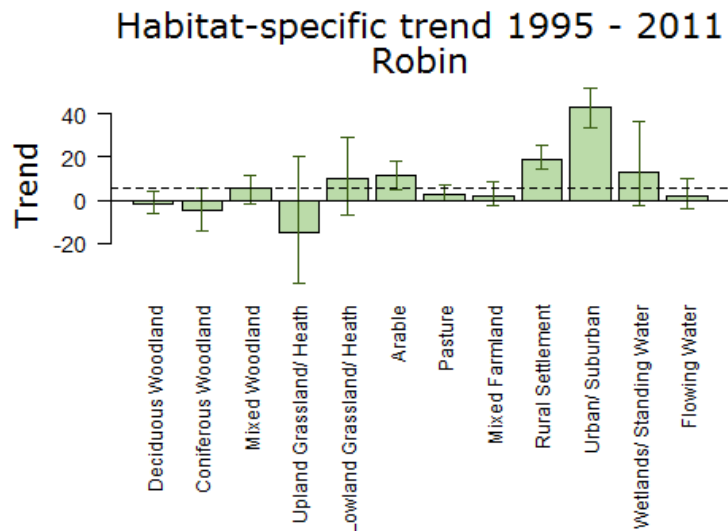 Habitat-specific trend 1995 - 2011
Robin
Trend
40
20
0
-20
Deciduous Woodland
Coniferous Woodland
Mixed Woodland
Upland Grassland/ Heath
Lowland Grassland/ Heath
Arable
Pasture
Mixed Farmland
Rural Settlement
Urban/ Suburban
Wetlands/ Standing Water
Flowing Water